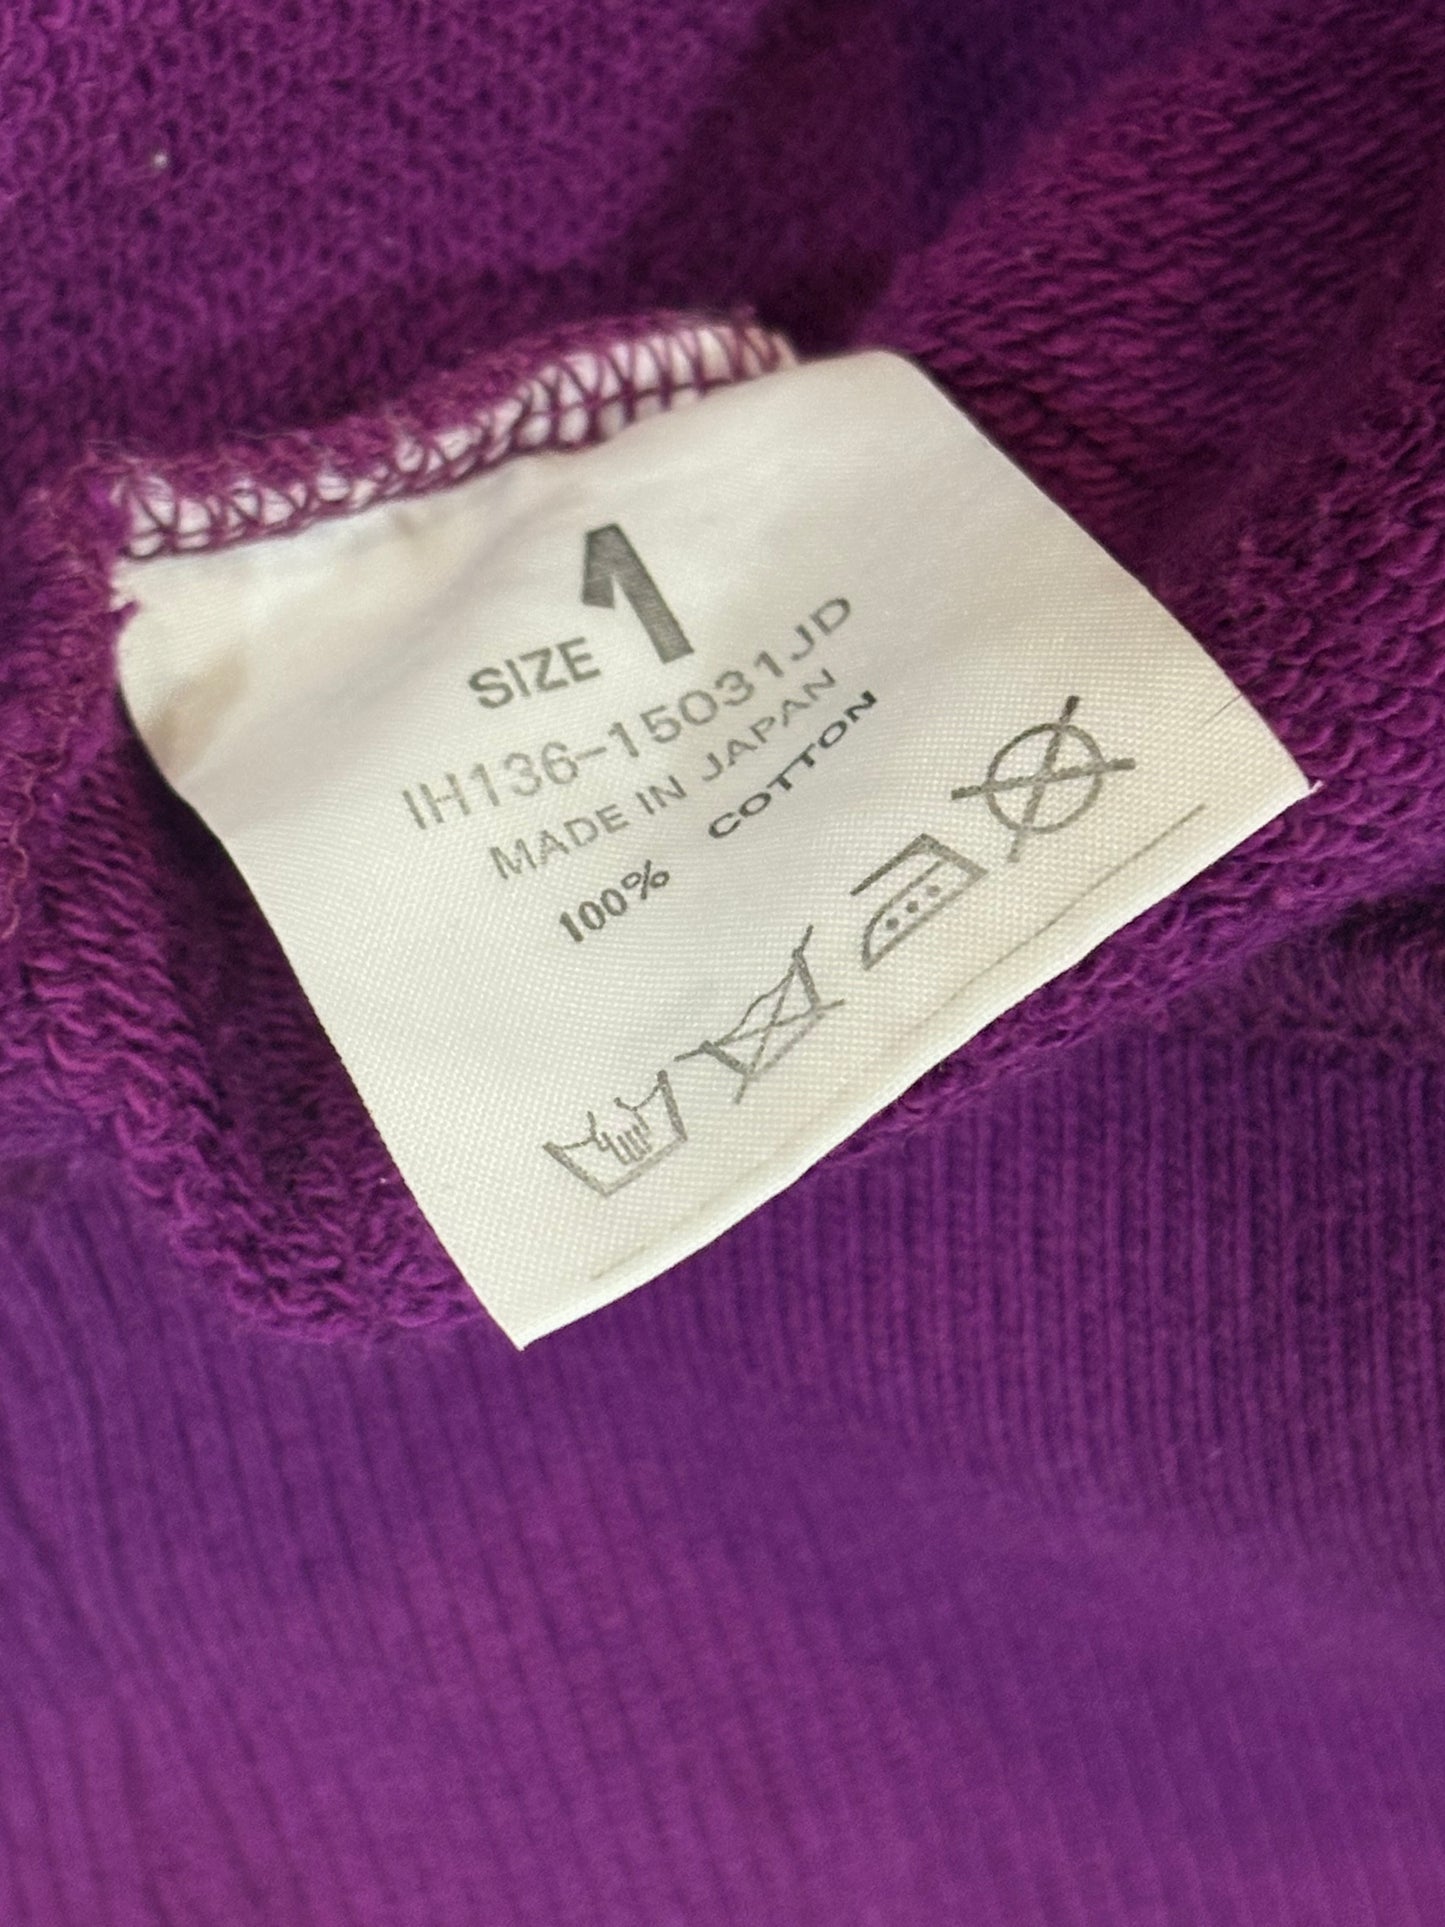 SIZE 1
IH136-15031JD
MADE IN JAPAN
100% COTTON